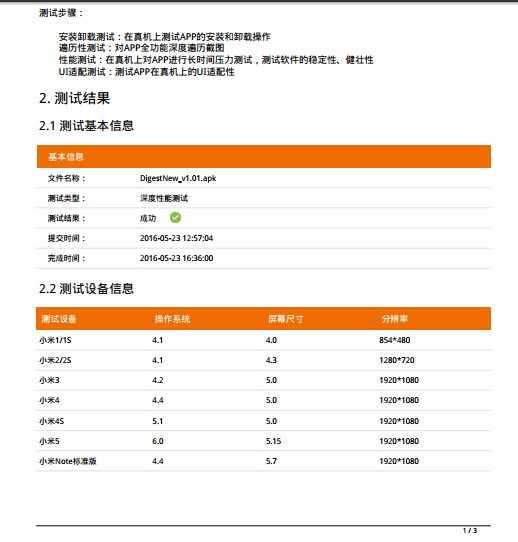 测试步骤：
安装卸载测试：在真机上测试APP的安装和卸载操作
遍历性测试：对APP全功能深度遍历截图
性能测试：在真机上对APP进行长时间压力测试，测试软件的稳定性、健壮性
UI适配测试：测试APP在真机上的UI适配性
2. 测试结果
2.1 测试基本信息
基本信息
文件名称： DigestNew_v1.01.apk
测试类型： 深度性能测试
测试结果： 成功
提交时间： 2016-05-23 12:57:04
完成时间： 2016-05-23 16:36:00
2.2 测试设备信息
测试设备 操作系统 屏幕尺寸 分辨率
小米1/1S 4.1 4.0 854*480
小米2/2S 4.1 4.3 1280*720
小米3 4.2 5.0 1920*1080
小米4 4.4 5.0 1920*1080
小米4S 5.1 5.0 1920*1080
小米5 6.0 5.15 1920*1080
小米Note标准版 4.4 5.7 1920*1080
1 / 3